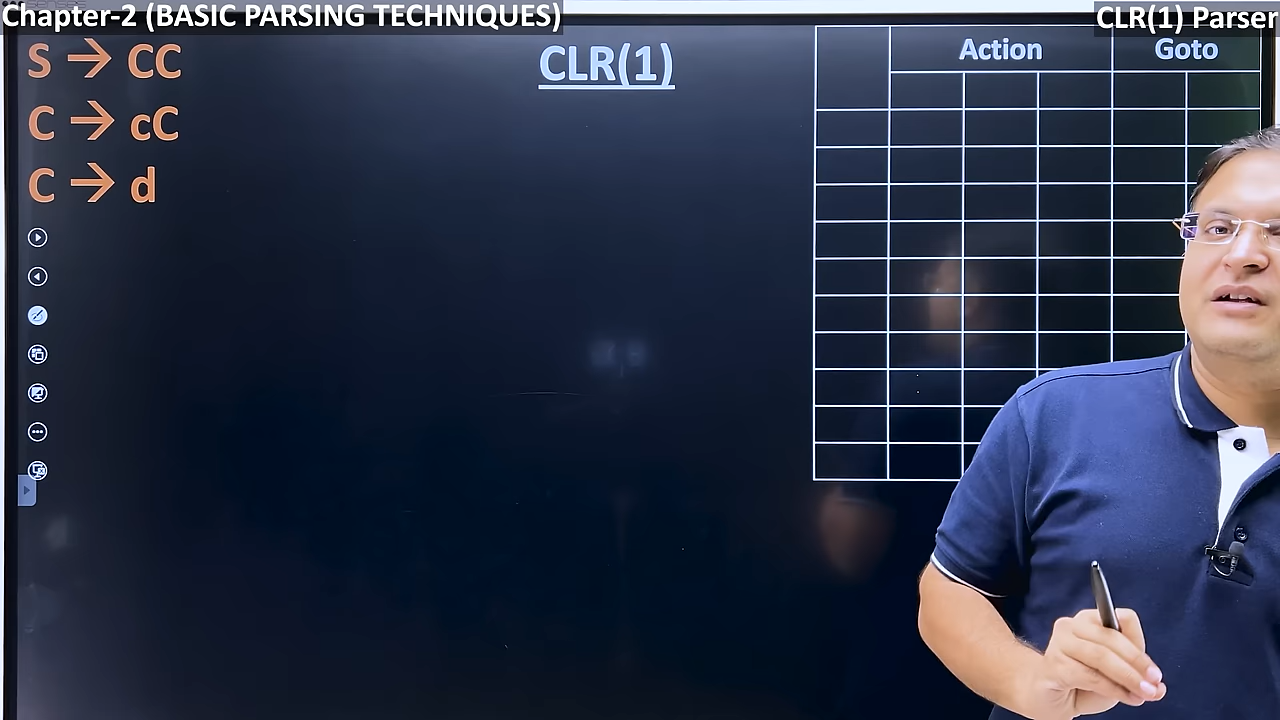 Chapter-2 (BASIC PARSING TECHNIQUES)
CLR(1) Parser
S → CC
C → cC
C → d
CLR(1)
Action Goto